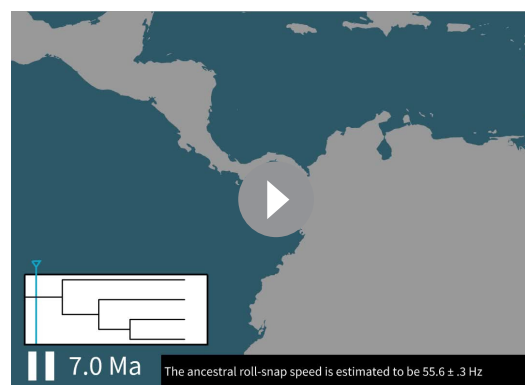 7.0 Ma
The ancestral roll-snap speed is estimated to be 55.6 ± .3 Hz